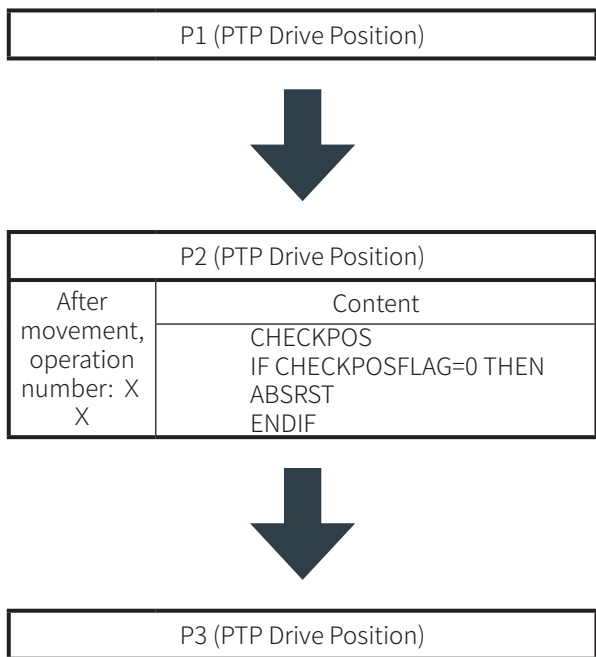 P1 (PTP Drive Position)
P2 (PTP Drive Position)
After
movement,
operation
number: X
X
Content
CHECKPOS
IF CHECKPOSFLAG=0 THEN
ABSRST
ENDIF
P3 (PTP Drive Position)